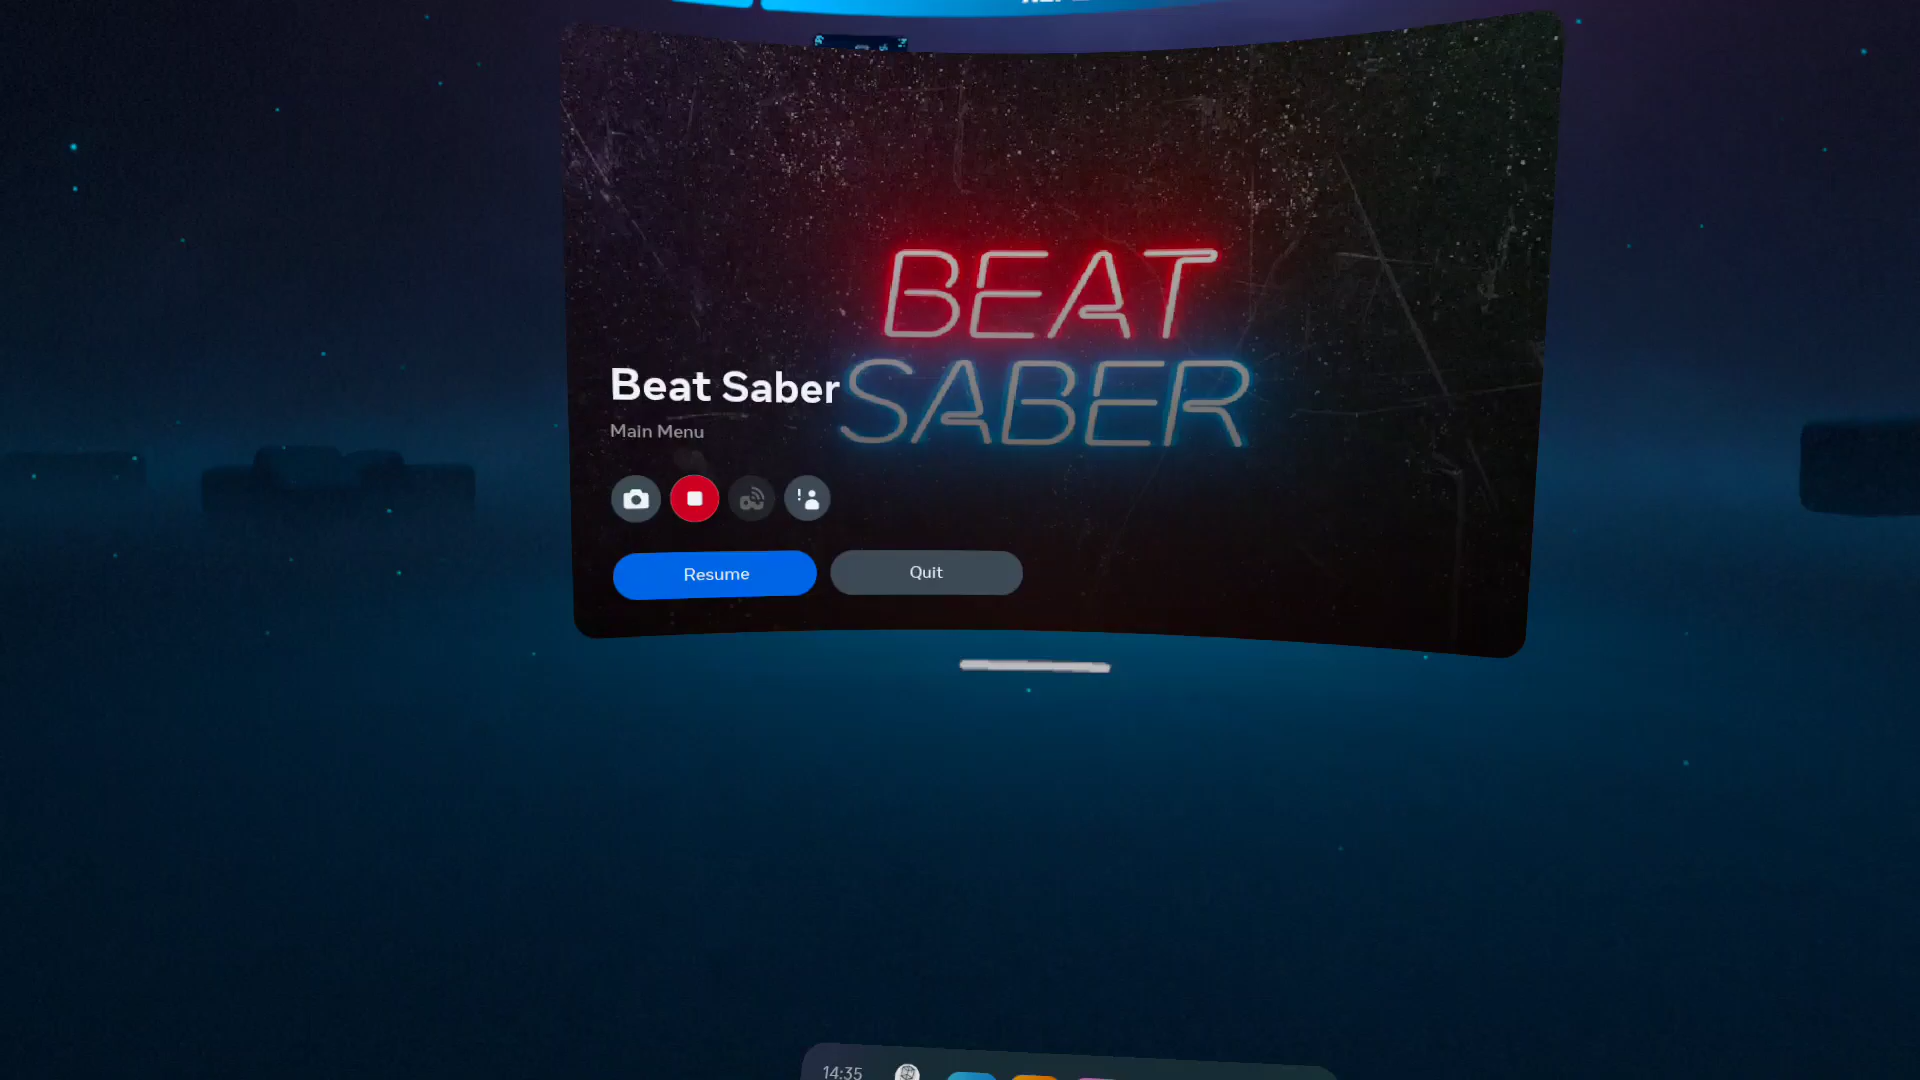 BEAT
SABER
Beat Saber
Main Menu
Resume
Quit
14:35